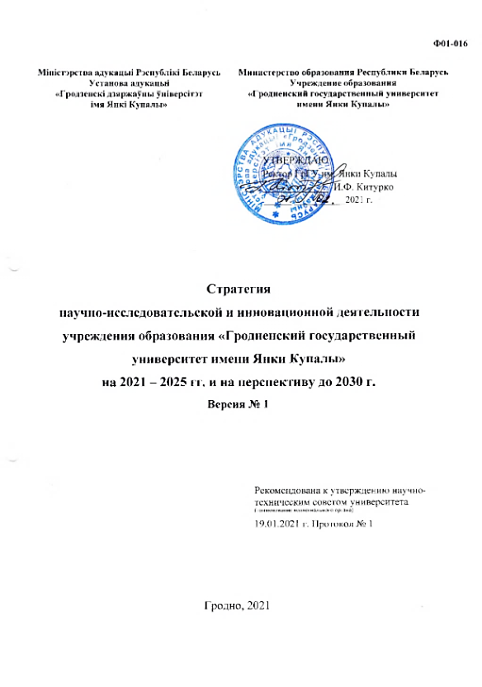 Ф01-016
Міністэрства адукацыі Рэспублікі Беларусь
Установа адукацыі
«Гродзенскі дзяржаўны ўніверсітэт
імя Янкі Купалы»
Министерство образования Республики Беларусь
Учреждение образования
«Гродненский государственный университет
имени Янки Купалы»
УТВЕРЖДАЮ
Ректор ГрГУ им. Янки Купалы
И.Ф. Китурко
2021 г.
Стратегия
научно-исследовательской и инновационной деятельности
учреждения образования «Гродненский государственный
университет имени Янки Купалы»
на 2021 – 2025 гг. и на перспективу до 2030 г.
Версия № 1
Рекомендована к утверждению научно-
техническим советом университета
19.01.2021 г. Протокол № 1
Гродно, 2021